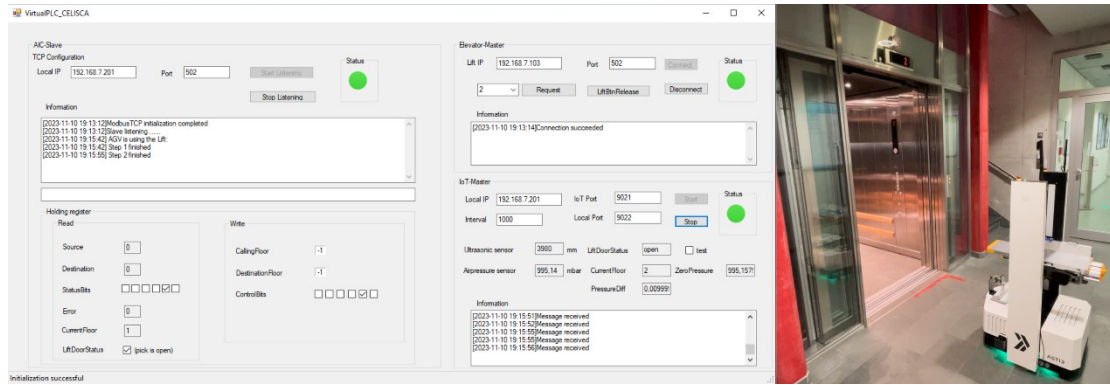 VirtualPLC_CELISCA
AIC-Slave
TCP Configuration
Local IP 192.168.7.201 Port 502 Start Listening Status
Stop Listening
Information
[2023-11-10 19:13:12]ModbusTCP initialization completed
[2023-11-10 19:13:12]Slave listening.......
[2023-11-10 19:15:42] AGV is using the Lift:
[2023-11-10 19:15:42] Step 1 finished
[2023-11-10 19:15:55] Step 2 finished
Holding register
Read Write
Source 0 CallingFloor -1
Destination 0 DestinationFloor -1
StatusBits ControlBits
Error 0
CurrentFloor 1
LiftDoorStatus (pick is open)
Initialization successful
Elevator-Master
Lift IP 192.168.7.103 Port 502 Connect Status
2 Request LiftBtnRelease Disconnect
Information
[2023-11-10 19:13:14]Connection succeeded
IoT-Master
Local IP 192.168.7.201 IoT Port 9021 Start Status
Interval 1000 Local Port 9022 Stop
Ultrasonic sensor 3980 mm LiftDoorStatus open test
Airpressure sensor 995,14 mbar CurrentFloor 2 ZeroPressure 995,157
PressureDiff 0,00999
Information
[2023-11-10 19:15:51]Message received
[2023-11-10 19:15:52]Message received
[2023-11-10 19:15:55]Message received
[2023-11-10 19:15:55]Message received
[2023-11-10 19:15:56]Message received